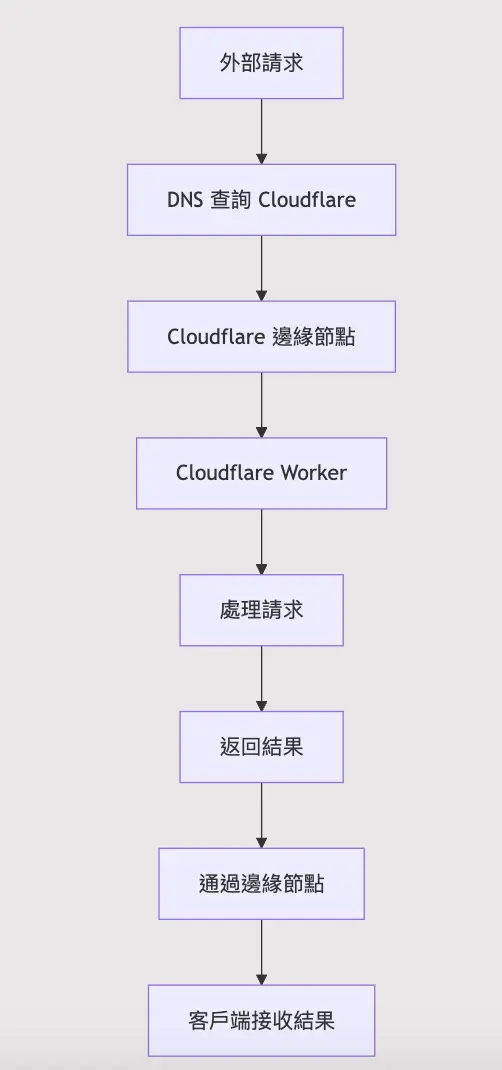 外部請求
DNS 查詢 Cloudflare
Cloudflare 邊緣節點
Cloudflare Worker
處理請求
返回結果
通過邊緣節點
客戶端接收結果